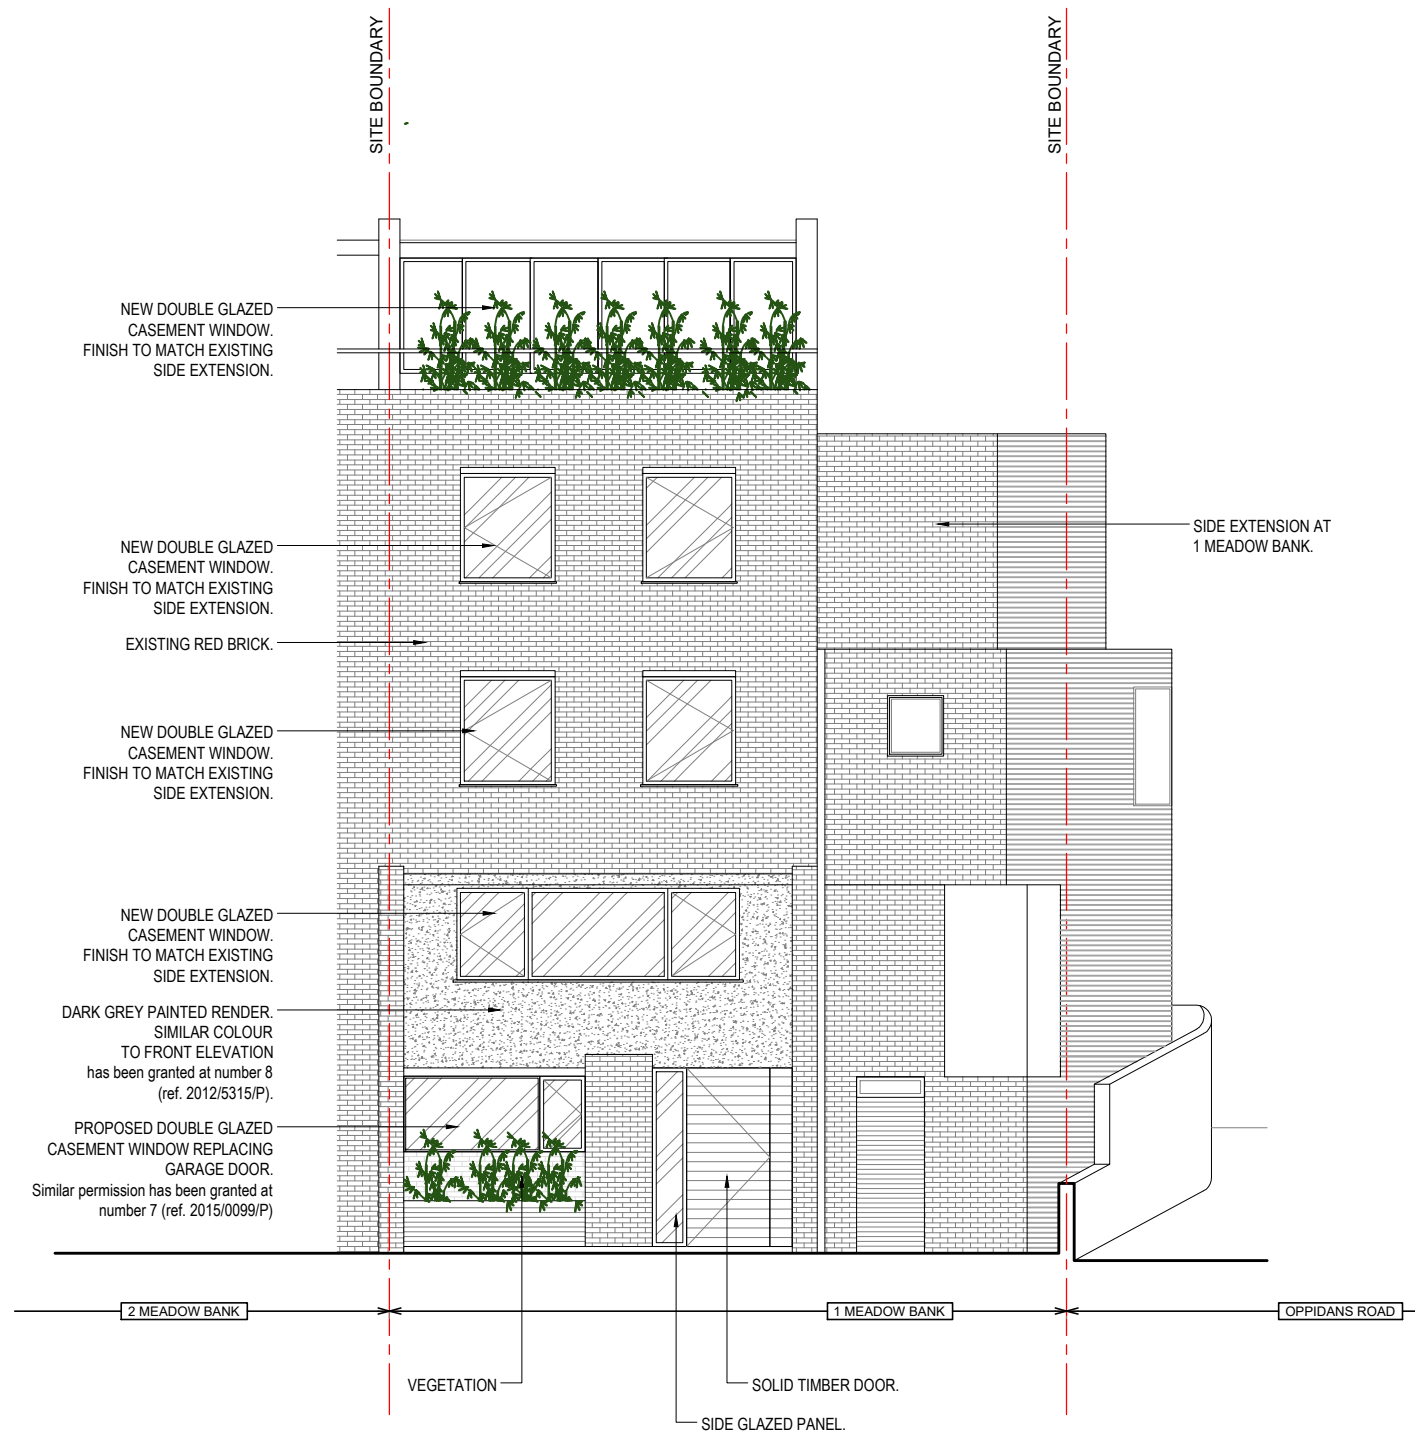 SITE BOUNDARY
SITE BOUNDARY
NEW DOUBLE GLAZED
CASEMENT WINDOW.
FINISH TO MATCH EXISTING
SIDE EXTENSION.
SIDE EXTENSION AT
1 MEADOW BANK.
NEW DOUBLE GLAZED
CASEMENT WINDOW.
FINISH TO MATCH EXISTING
SIDE EXTENSION.
EXISTING RED BRICK.
NEW DOUBLE GLAZED
CASEMENT WINDOW.
FINISH TO MATCH EXISTING
SIDE EXTENSION.
NEW DOUBLE GLAZED
CASEMENT WINDOW.
FINISH TO MATCH EXISTING
SIDE EXTENSION.
DARK GREY PAINTED RENDER.
SIMILAR COLOUR
TO FRONT ELEVATION
has been granted at number 8
(ref. 2012/5315/P).
PROPOSED DOUBLE GLAZED
CASEMENT WINDOW REPLACING
GARAGE DOOR.
Similar permission has been granted at
number 7 (ref. 2015/0099/P)
2 MEADOW BANK
1 MEADOW BANK
OPPIDANS ROAD
VEGETATION
SOLID TIMBER DOOR.
SIDE GLAZED PANEL.